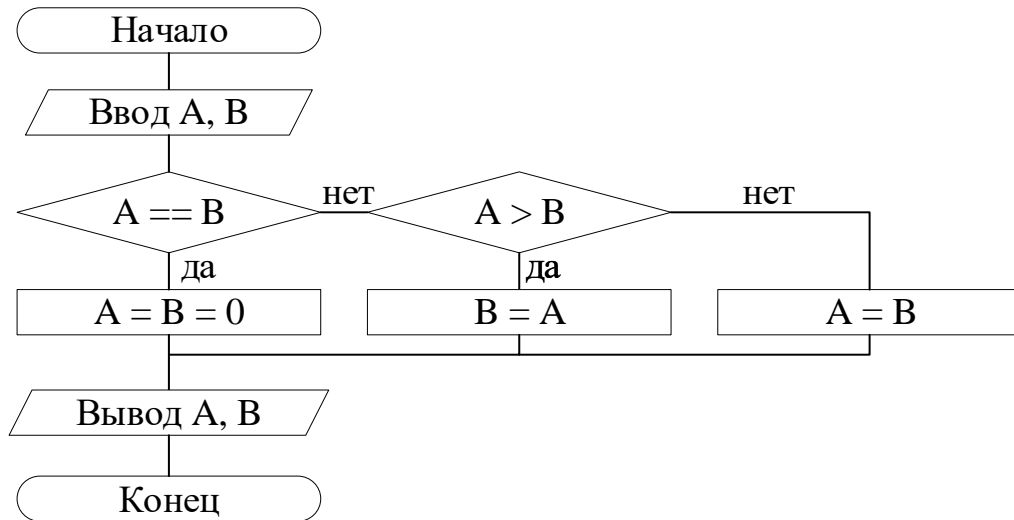 Начало
Ввод А, В
А == В
нет
А > В
нет
да
да
А = В = 0
В = А
А = В
Вывод А, В
Конец